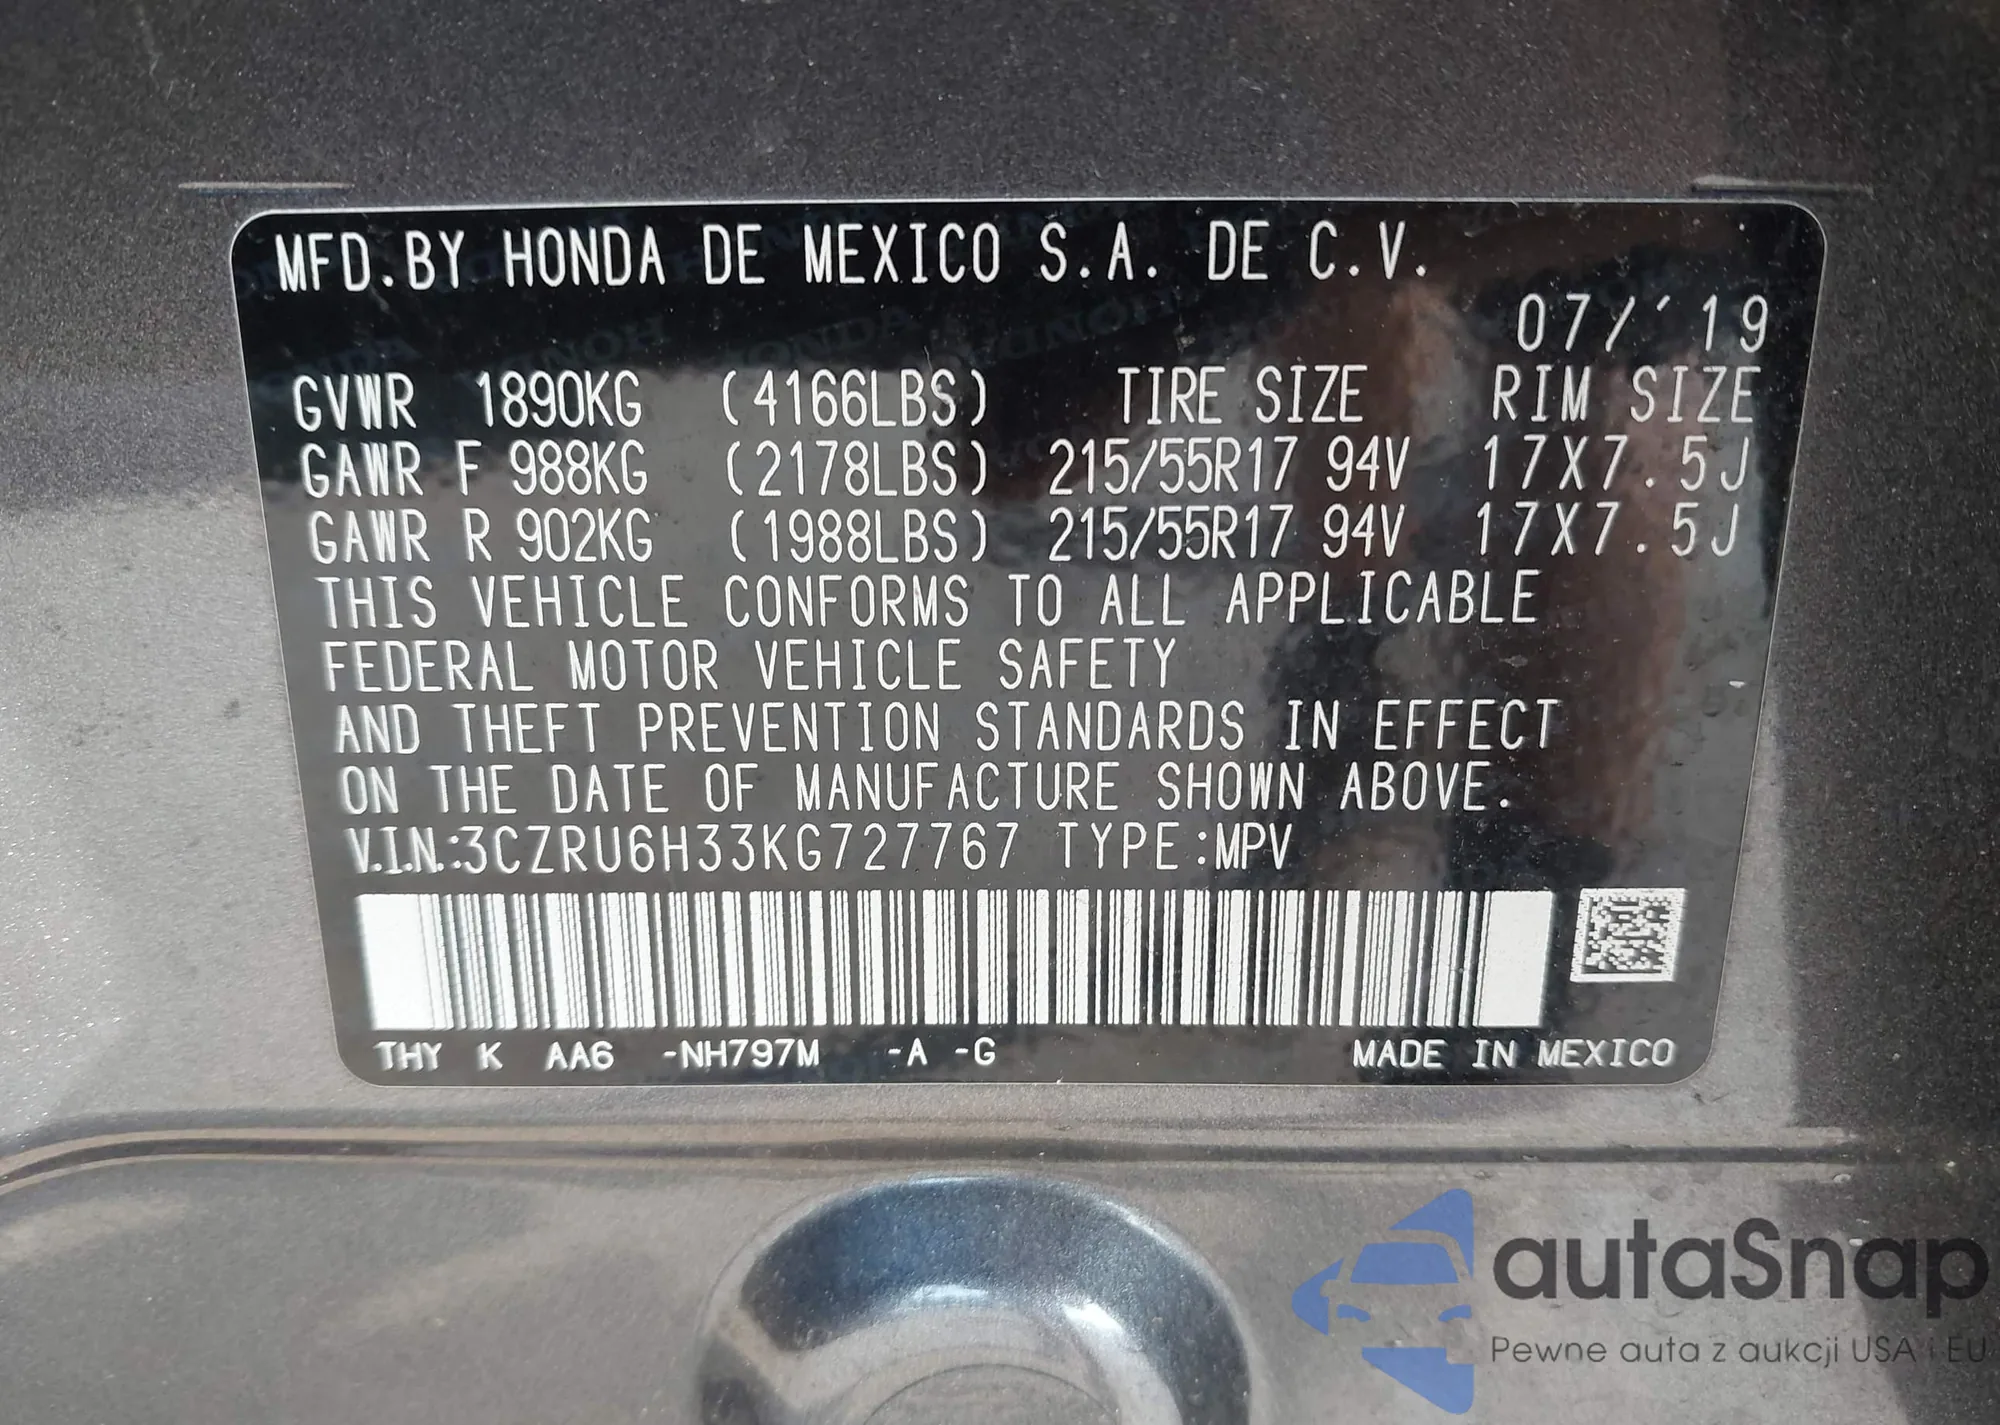 MFD.BY HONDA DE MEXICO S.A. DE C.V.
07/'19
GVWR 1890KG (4166LBS) TIRE SIZE RIM SIZE
GAWR F 988KG (2178LBS) 215/55R17 94V 17X7.5J
GAWR R 902KG (1988LBS) 215/55R17 94V 17X7.5J
THIS VEHICLE CONFORMS TO ALL APPLICABLE
FEDERAL MOTOR VEHICLE SAFETY
AND THEFT PREVENTION STANDARDS IN EFFECT
ON THE DATE OF MANUFACTURE SHOWN ABOVE.
V.I.N.:3CZRU6H33KG727767 TYPE:MPV
THY K AA6 -NH797M -A -G MADE IN MEXICO
autaSnap
Pewne auta z aukcji USA i EU